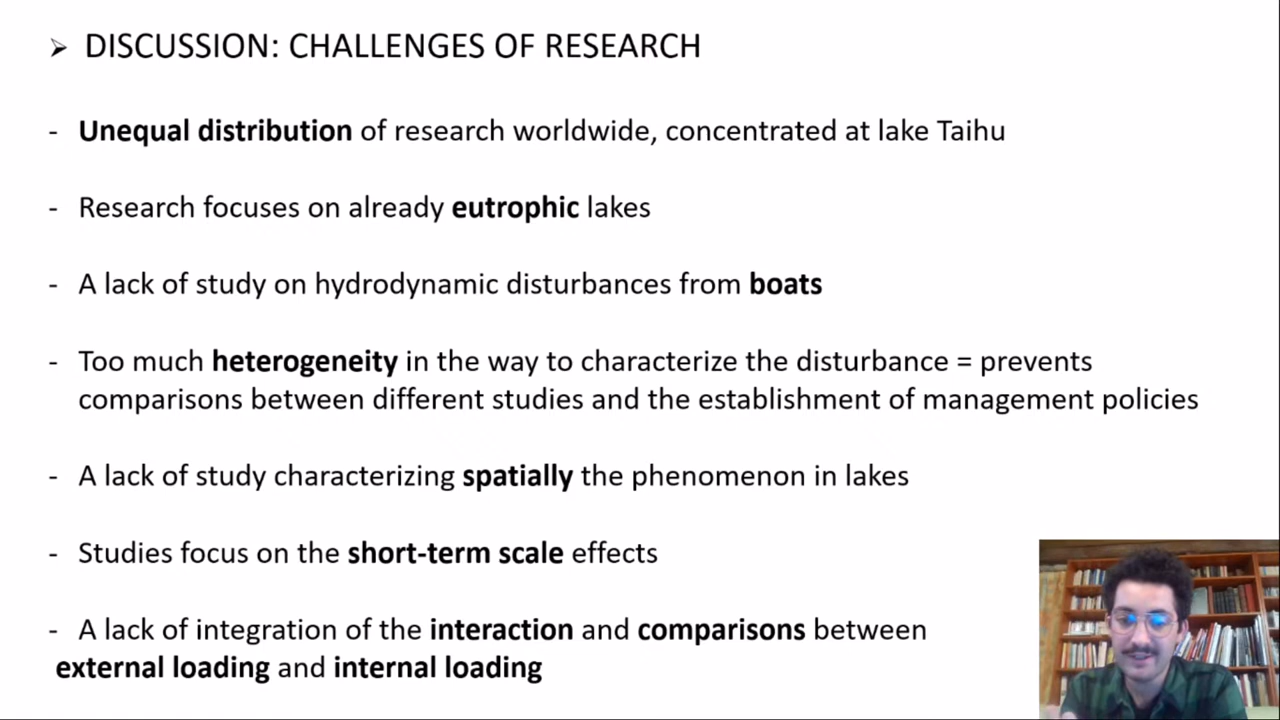 ➢ DISCUSSION: CHALLENGES OF RESEARCH
- Unequal distribution of research worldwide, concentrated at lake Taihu
- Research focuses on already eutrophic lakes
- A lack of study on hydrodynamic disturbances from boats
- Too much heterogeneity in the way to characterize the disturbance = prevents
comparisons between different studies and the establishment of management policies
- A lack of study characterizing spatially the phenomenon in lakes
- Studies focus on the short-term scale effects
- A lack of integration of the interaction and comparisons between
external loading and internal loading